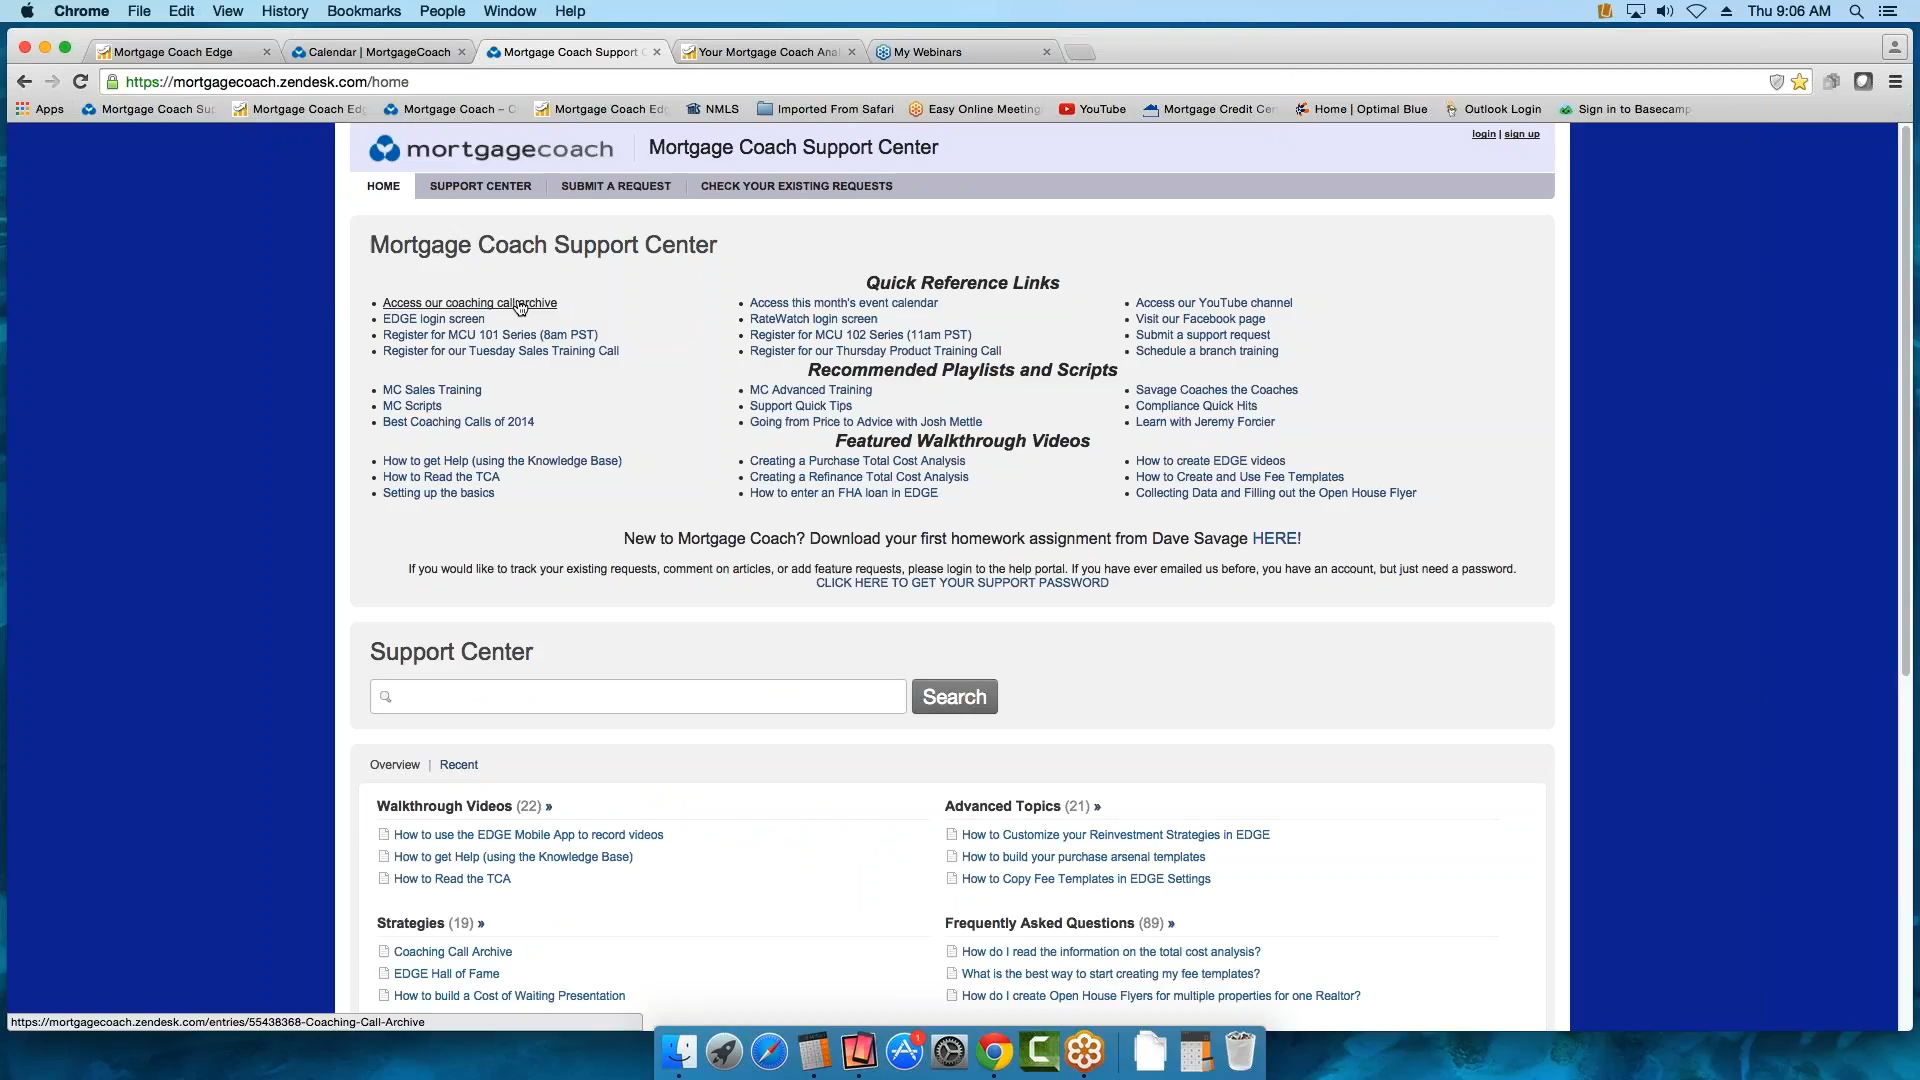 Chrome File Edit View History Bookmarks People Window Help Thu 9:06 AM
Mortgage Coach Edge Calendar | MortgageCoach Mortgage Coach Support Your Mortgage Coach Ana My Webinars
https://mortgagecoach.zendesk.com/home
Apps Mortgage Coach Su Mortgage Coach Ed Mortgage Coach – Mortgage Coach Ed NMLS Imported From Safari Easy Online Meeting YouTube Mortgage Credit Cer Home | Optimal Blue Outlook Login Sign in to Basecamp
login | sign up
mortgagecoach Mortgage Coach Support Center
HOME SUPPORT CENTER SUBMIT A REQUEST CHECK YOUR EXISTING REQUESTS
Mortgage Coach Support Center
Quick Reference Links
Access our coaching call archive Access this month's event calendar Access our YouTube channel
EDGE login screen RateWatch login screen Visit our Facebook page
Register for MCU 101 Series (8am PST) Register for MCU 102 Series (11am PST) Submit a support request
Register for our Tuesday Sales Training Call Register for our Thursday Product Training Call Schedule a branch training
Recommended Playlists and Scripts
MC Sales Training MC Advanced Training Savage Coaches the Coaches
MC Scripts Support Quick Tips Compliance Quick Hits
Best Coaching Calls of 2014 Going from Price to Advice with Josh Mettle Learn with Jeremy Forcier
Featured Walkthrough Videos
How to get Help (using the Knowledge Base) Creating a Purchase Total Cost Analysis How to create EDGE videos
How to Read the TCA Creating a Refinance Total Cost Analysis How to Create and Use Fee Templates
Setting up the basics How to enter an FHA loan in EDGE Collecting Data and Filling out the Open House Flyer
New to Mortgage Coach? Download your first homework assignment from Dave Savage HERE!
If you would like to track your existing requests, comment on articles, or add feature requests, please login to the help portal. If you have ever emailed us before, you have an account, but just need a password.
CLICK HERE TO GET YOUR SUPPORT PASSWORD
Support Center
Search
Overview | Recent
Walkthrough Videos (22) » Advanced Topics (21) »
How to use the EDGE Mobile App to record videos How to Customize your Reinvestment Strategies in EDGE
How to get Help (using the Knowledge Base) How to build your purchase arsenal templates
How to Read the TCA How to Copy Fee Templates in EDGE Settings
Strategies (19) » Frequently Asked Questions (89) »
Coaching Call Archive How do I read the information on the total cost analysis?
EDGE Hall of Fame What is the best way to start creating my fee templates?
How to build a Cost of Waiting Presentation How do I create Open House Flyers for multiple properties for one Realtor?
https://mortgagecoach.zendesk.com/entries/55438368-Coaching-Call-Archive
1